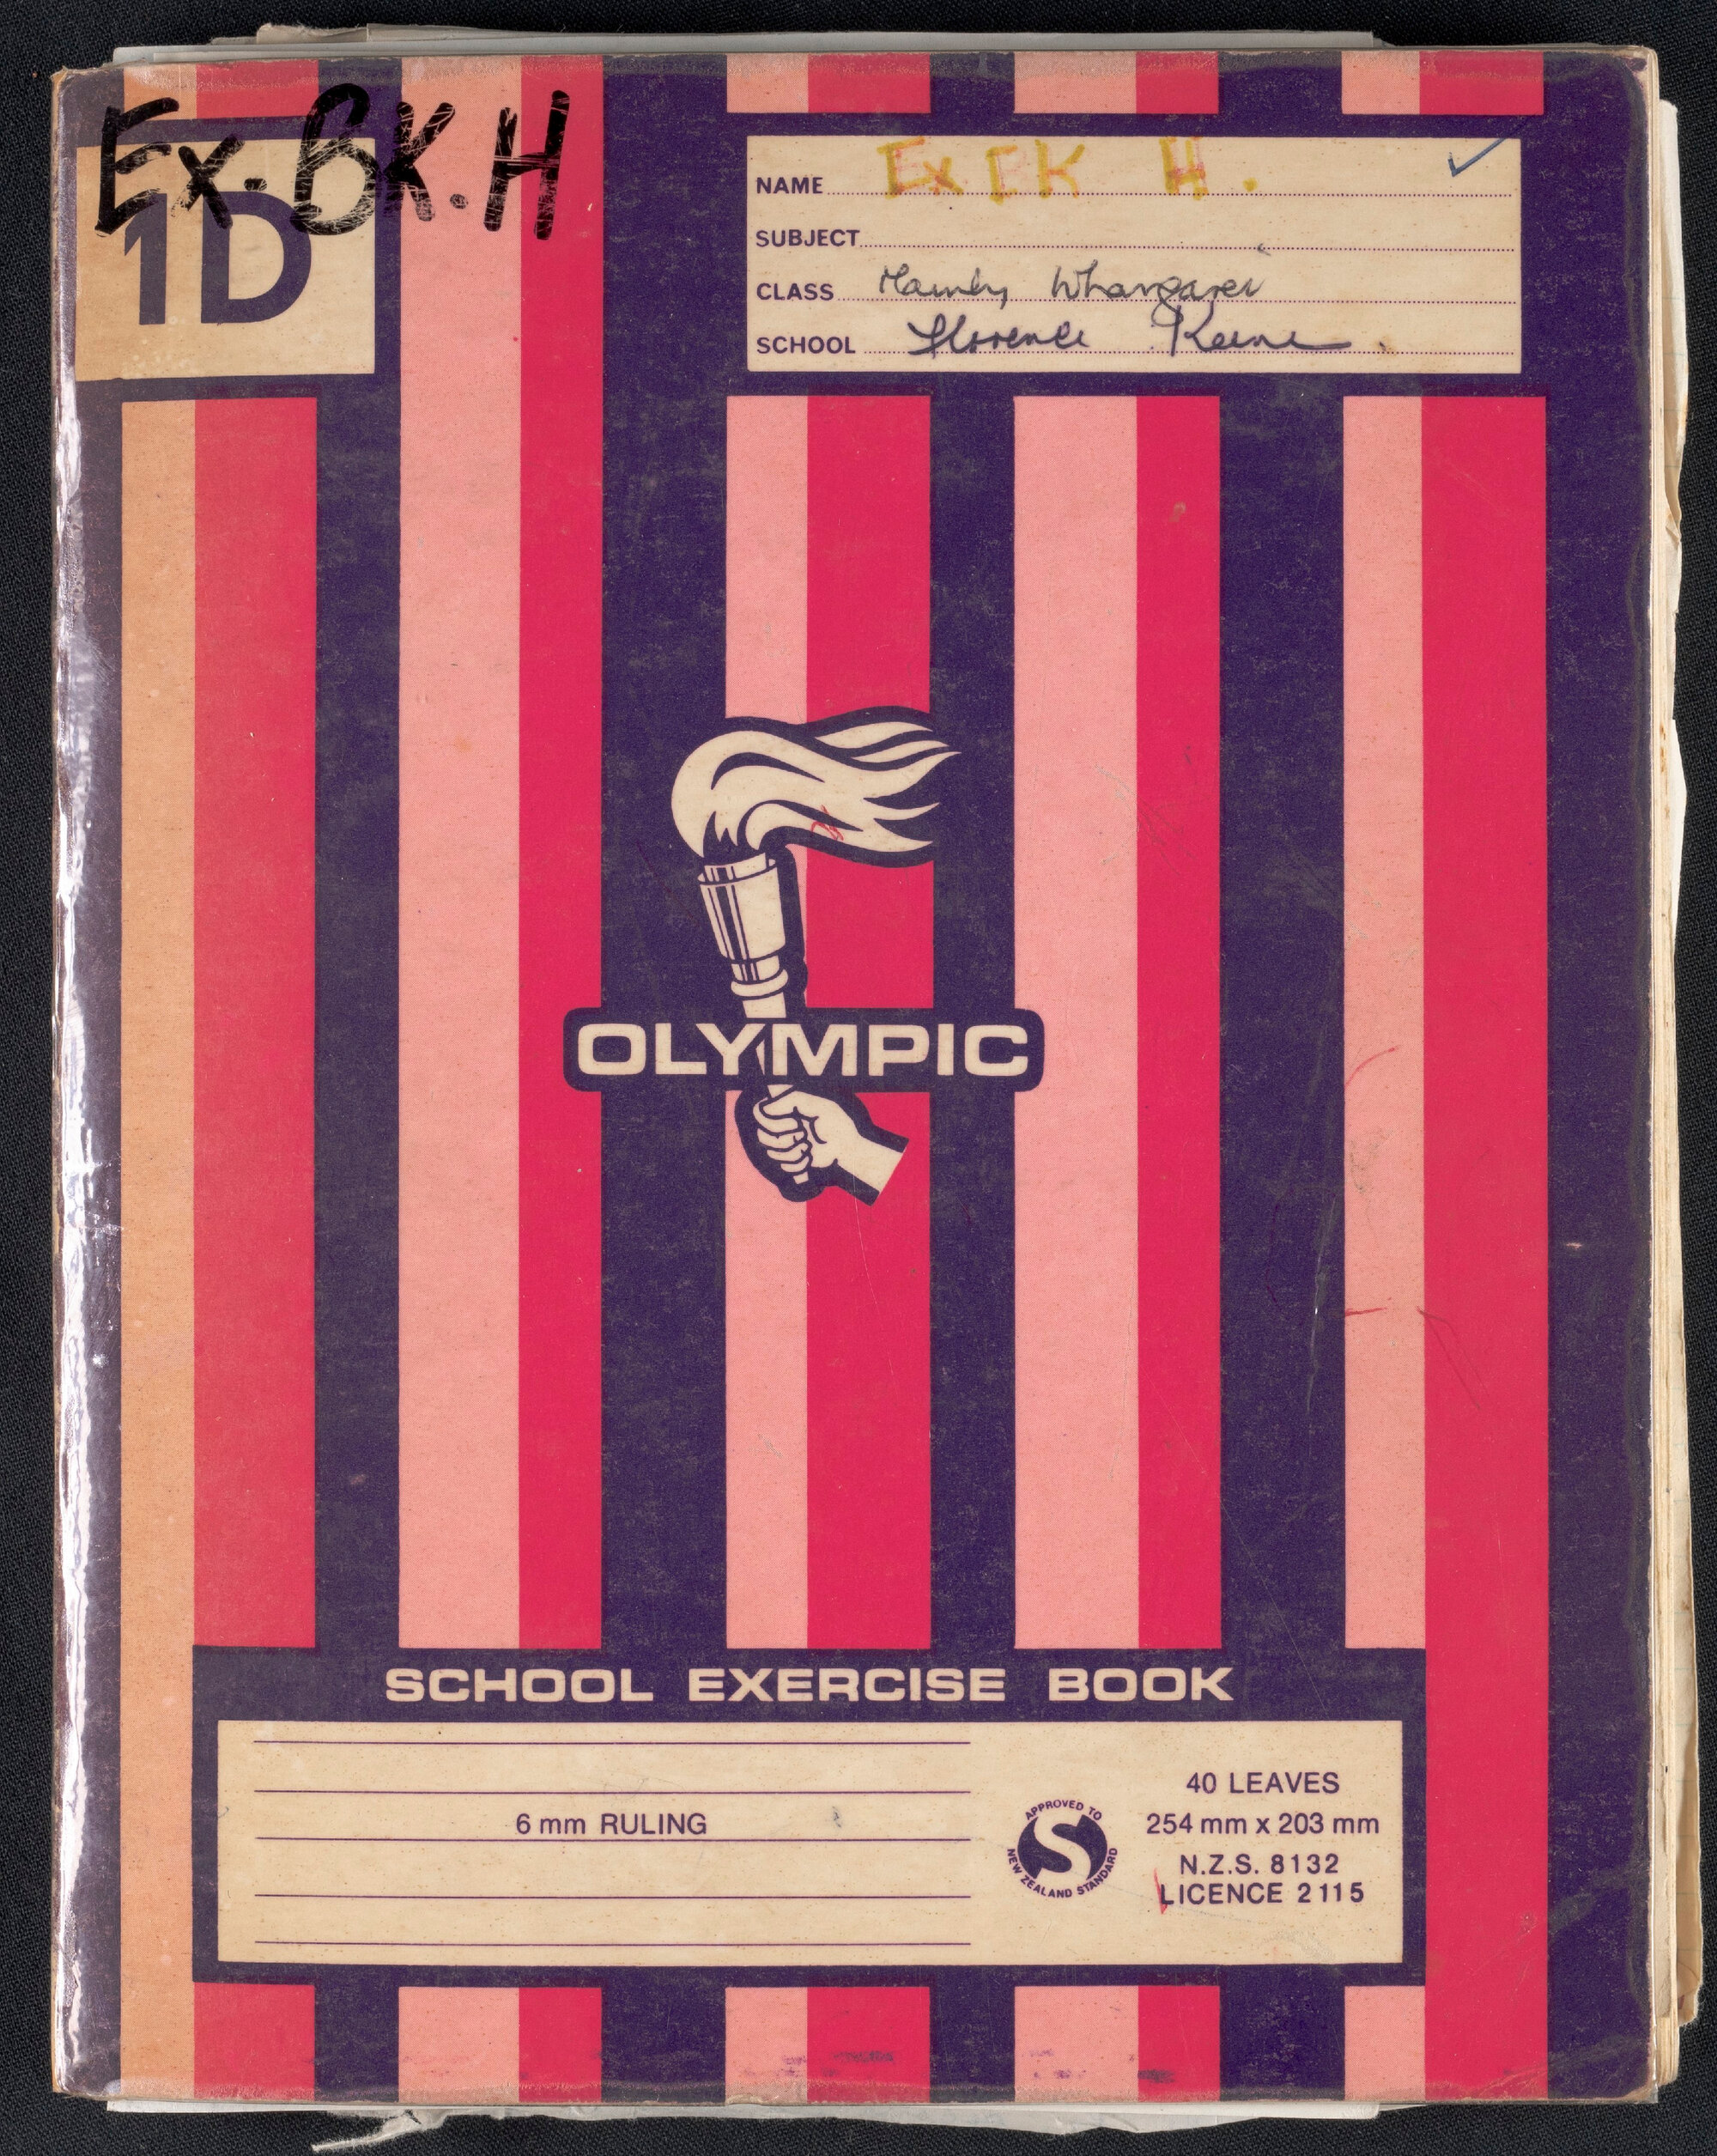 Ex. BK. H
1D
NAME Ex BK H.
SUBJECT
CLASS Mainly Whangarei
SCHOOL Florence Keene.
OLYMPIC
SCHOOL EXERCISE BOOK
6 mm RULING
APPROVED TO
NEW ZEALAND STANDARD
S
40 LEAVES
254 mm x 203 mm
N.Z.S. 8132
LICENCE 2115